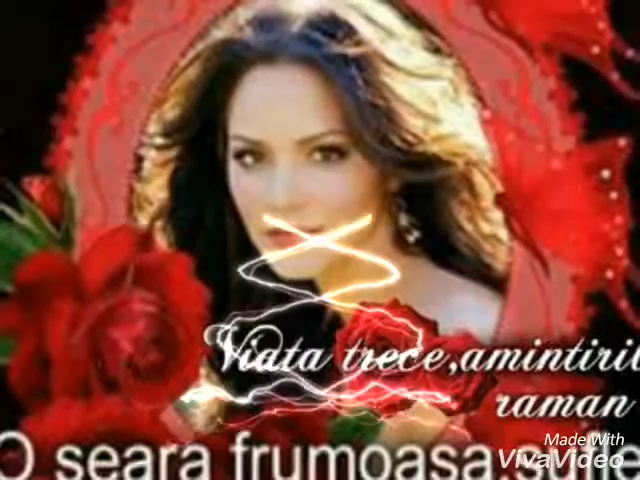 Viata trece,amintiril
raman
O seara frumoasa,sufle
Made With
VivaVideo